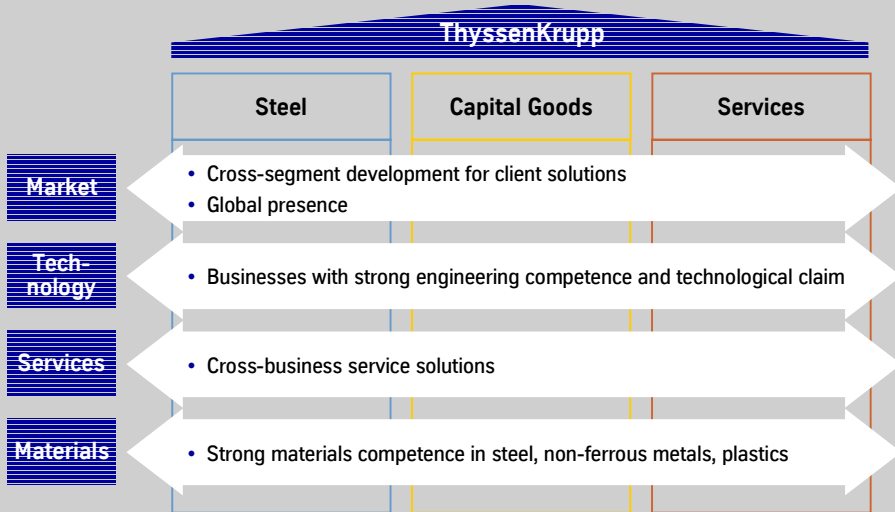 ThyssenKrupp
Steel
Capital Goods
Services
Market
• Cross-segment development for client solutions
• Global presence
Tech-
nology
• Businesses with strong engineering competence and technological claim
Services
• Cross-business service solutions
Materials
• Strong materials competence in steel, non-ferrous metals, plastics